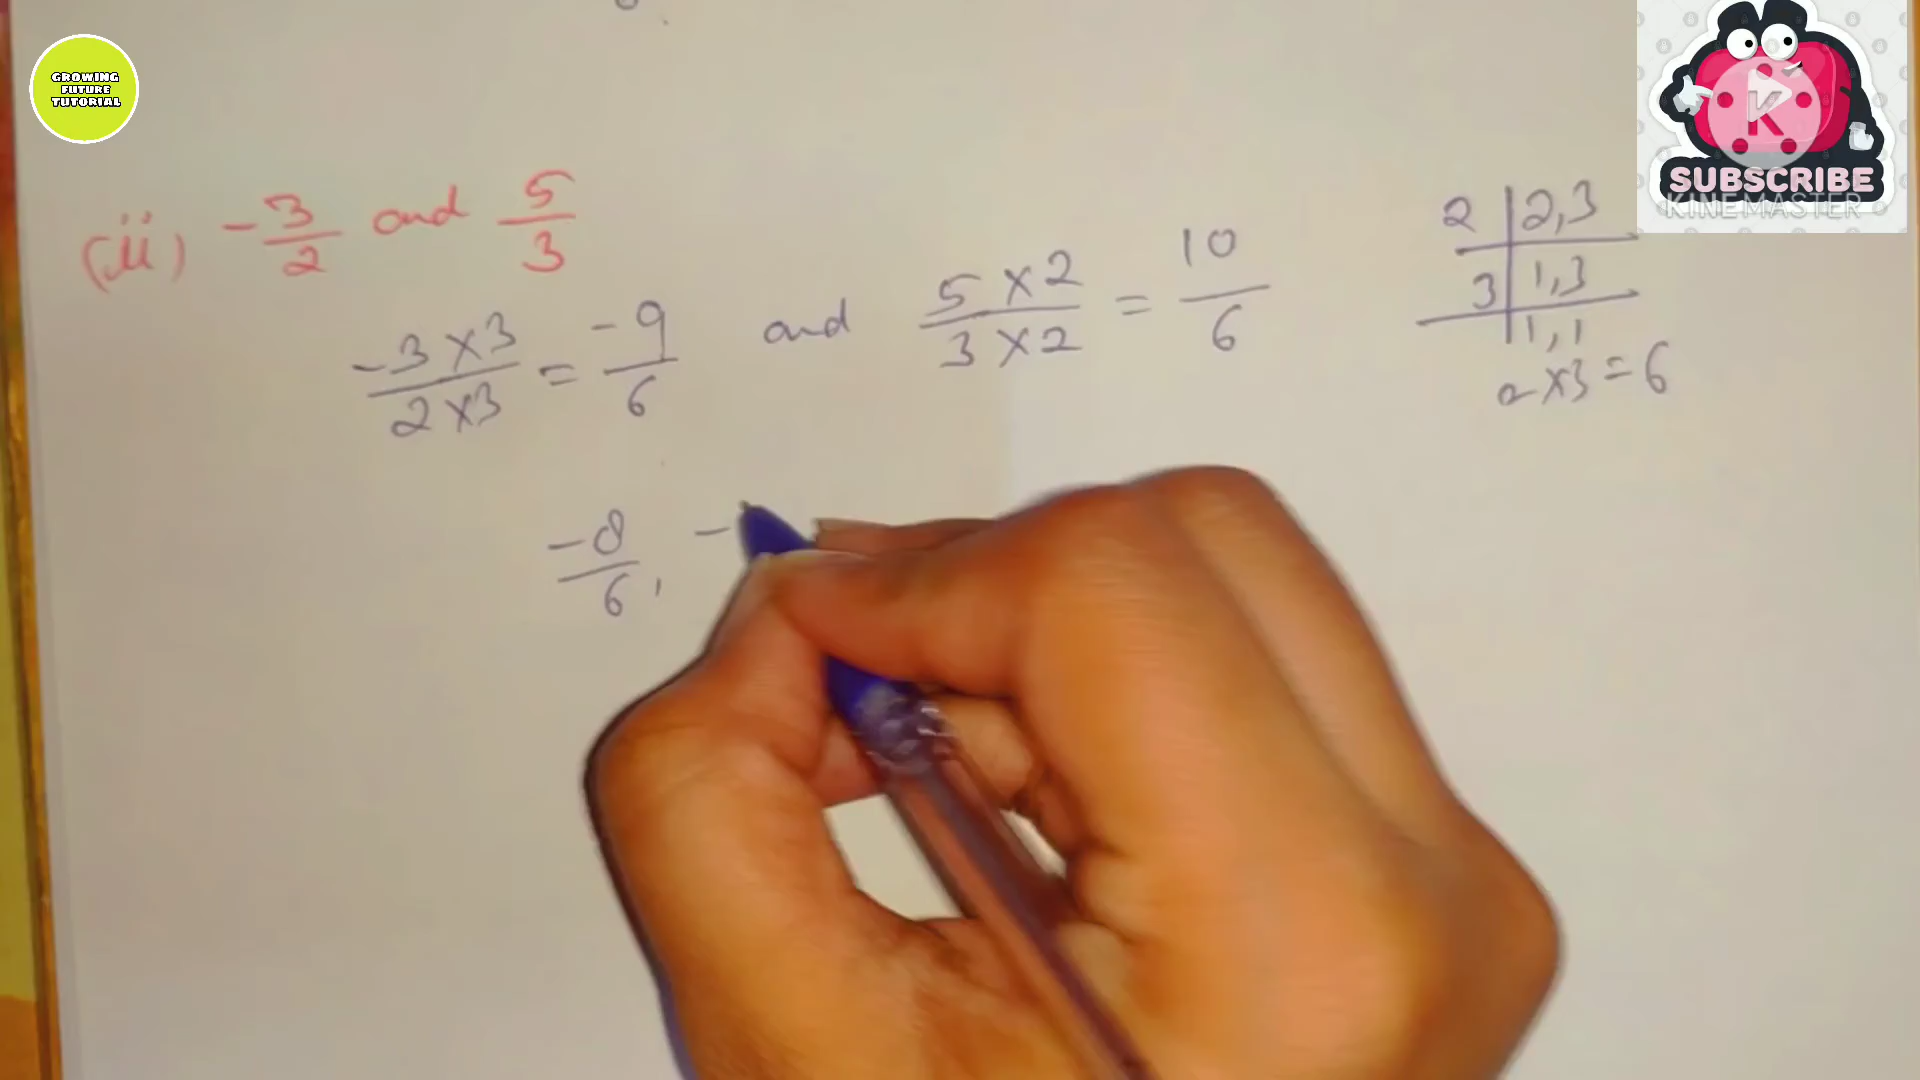 GROWING
FUTURE
TUTORIAL
K
SUBSCRIBE
KINEMASTER
(ii) -3/2 and 5/3
-3×3/2×3 = -9/6 and 5×2/3×2 = 10/6
2 | 2,3
3 | 1,3
1,1
2×3=6
-8/6, -